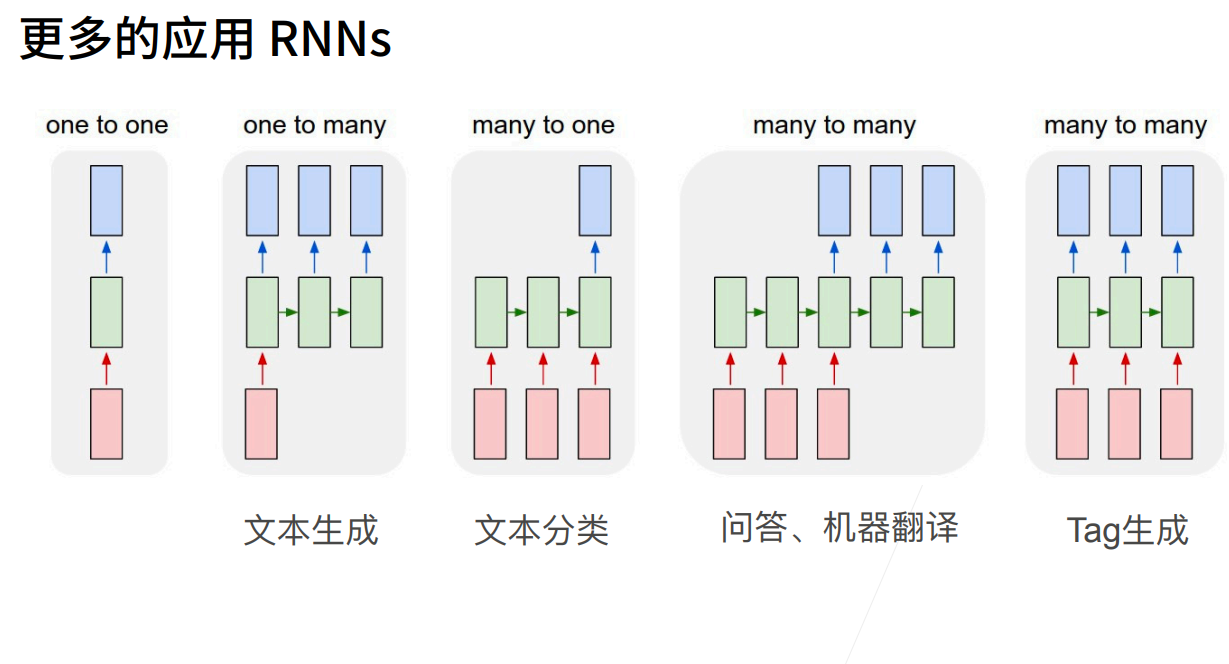 更多的应用 RNNs
one to one
one to many
many to one
many to many
many to many
文本生成
文本分类
问答、机器翻译
Tag生成